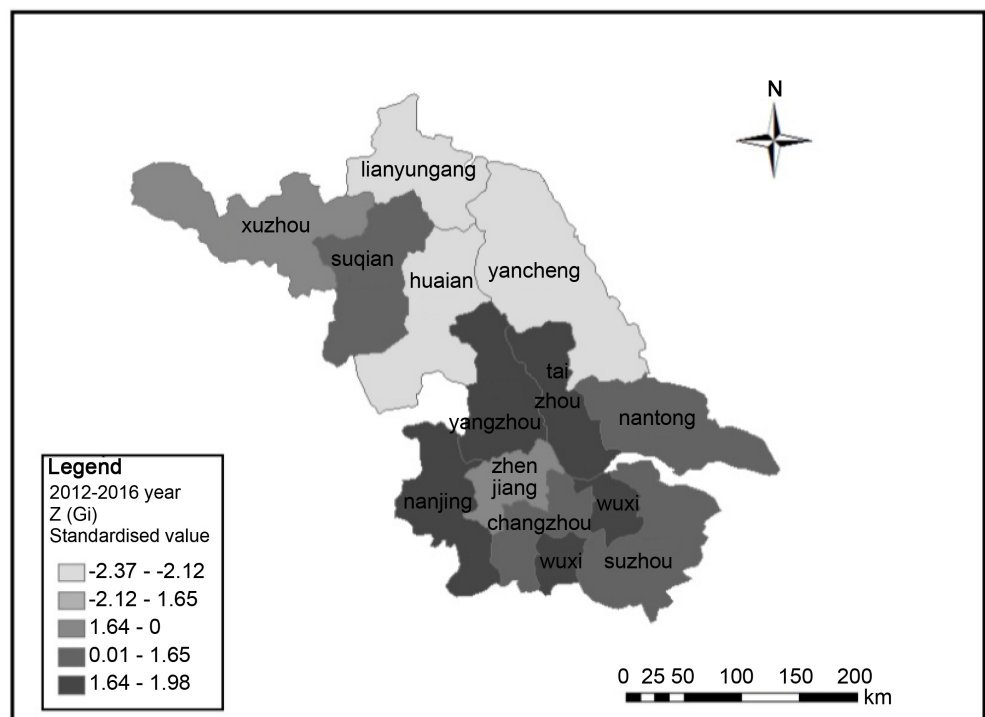 N
lianyungang
xuzhou
suqian
huaian
yancheng
tai
zhou
nantong
yangzhou
zhen
jiang
nanjing
wuxi
changzhou
wuxi
suzhou
Legend
2012-2016 year
Z (Gi)
Standardised value
-2.37 - -2.12
-2.12 - 1.65
1.64 - 0
0.01 - 1.65
1.64 - 1.98
0 25 50 100 150 200
km